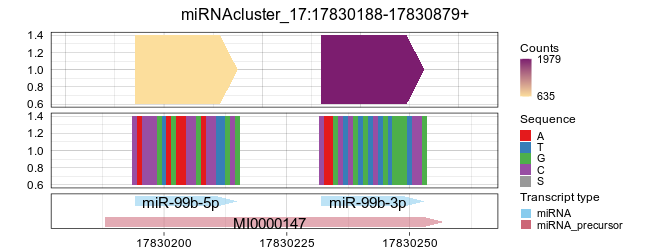 miRNAcluster_17:17830188-17830879+
1.4
1.2
1.0
0.8
0.6
1.4
1.2
1.0
0.8
0.6
miR-99b-5p miR-99b-3p
MI0000147
17830200 17830225 17830250
Counts
1979
635
Sequence
A
T
G
C
S
Transcript type
miRNA
miRNA_precursor